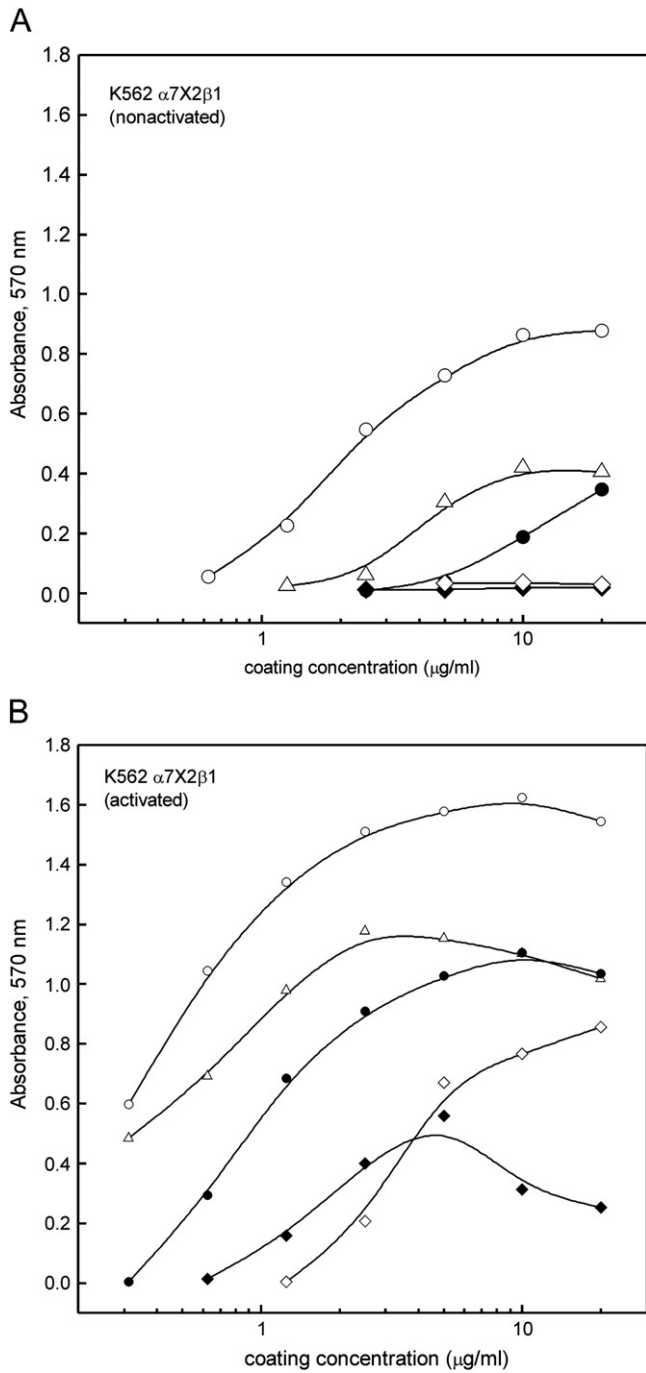 A
1.8
K562 α7X2β1
(nonactivated)
1.6
1.4
1.2
1.0
0.8
0.6
0.4
0.2
0.0
Absorbance, 570 nm
1 10
coating concentration (μg/ml)
B
1.8
K562 α7X2β1
(activated)
1.6
1.4
1.2
1.0
0.8
0.6
0.4
0.2
0.0
Absorbance, 570 nm
1 10
coating concentration (μg/ml)